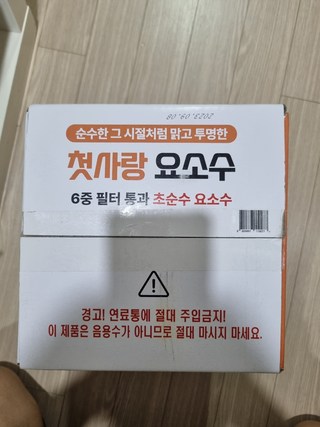 순수한 그 시절처럼 맑고 투명한
첫사랑 요소수
6중 필터 통과 초순수 요소수
경고! 연료통에 절대 주입금지!
이 제품은 음용수가 아니므로 절대 마시지 마세요.